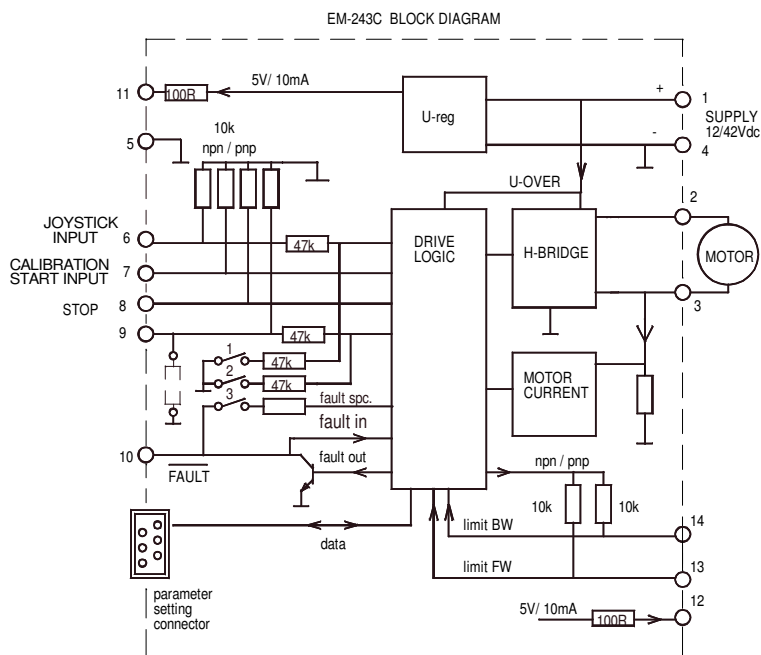 EM-243C BLOCK DIAGRAM
11
100R
5V/ 10mA
U-reg
+
1
SUPPLY
12/42Vdc
-
4
5
10k
npn / pnp
U-OVER
2
JOYSTICK
INPUT
6
47k
DRIVE
LOGIC
H-BRIDGE
MOTOR
CALIBRATION
START INPUT
7
STOP
8
3
9
47k
1
47k
2
47k
3
fault spc.
MOTOR
CURRENT
fault in
10
FAULT
fault out
npn / pnp
10k
10k
limit BW
14
data
limit FW
13
parameter
setting
connector
5V/ 10mA
100R
12